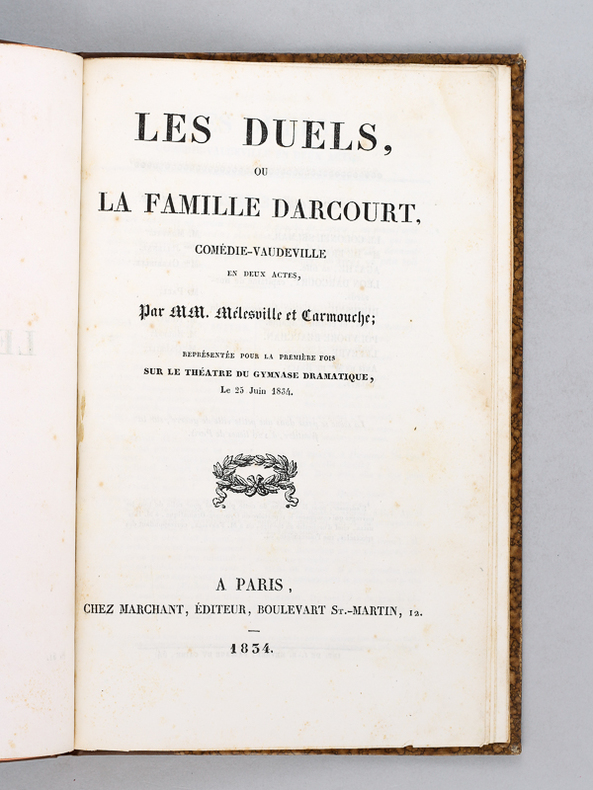 LES DUELS,
OU
LA FAMILLE DARCOURT,
COMÉDIE-VAUDEVILLE
EN DEUX ACTES,
Par MM. Mélesville et Carmouche;
REPRÉSENTÉE POUR LA PREMIÈRE FOIS
SUR LE THÉATRE DU GYMNASE DRAMATIQUE,
Le 23 Juin 1834.
A PARIS,
CHEZ MARCHANT, ÉDITEUR, BOULEVART ST.-MARTIN, 12.
1834.